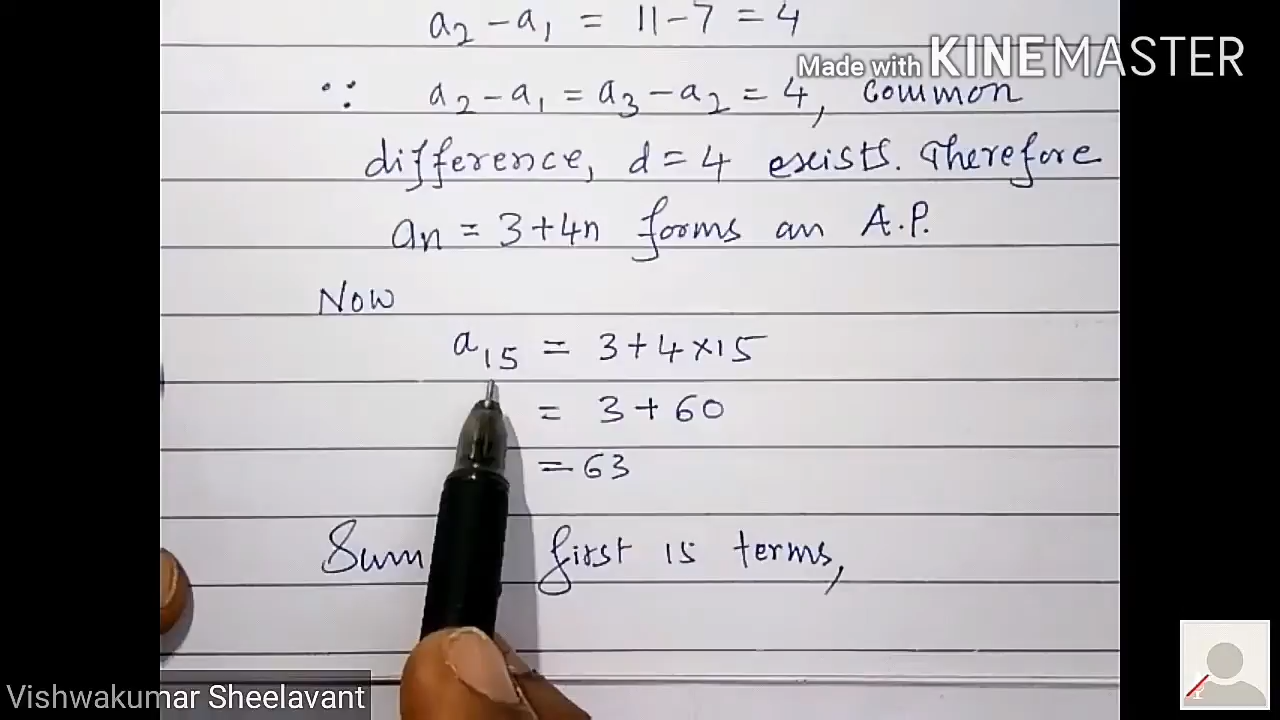 a₂ - a₁ = 11 - 7 = 4
Made with KINEMASTER
∵ a₂ - a₁ = a₃ - a₂ = 4, common
difference, d = 4 exists. Therefore
an = 3 + 4n forms an A.P.
Now
a₁₅ = 3 + 4 × 15
= 3 + 60
= 63
Sum first 15 terms,
Vishwakumar Sheelavant